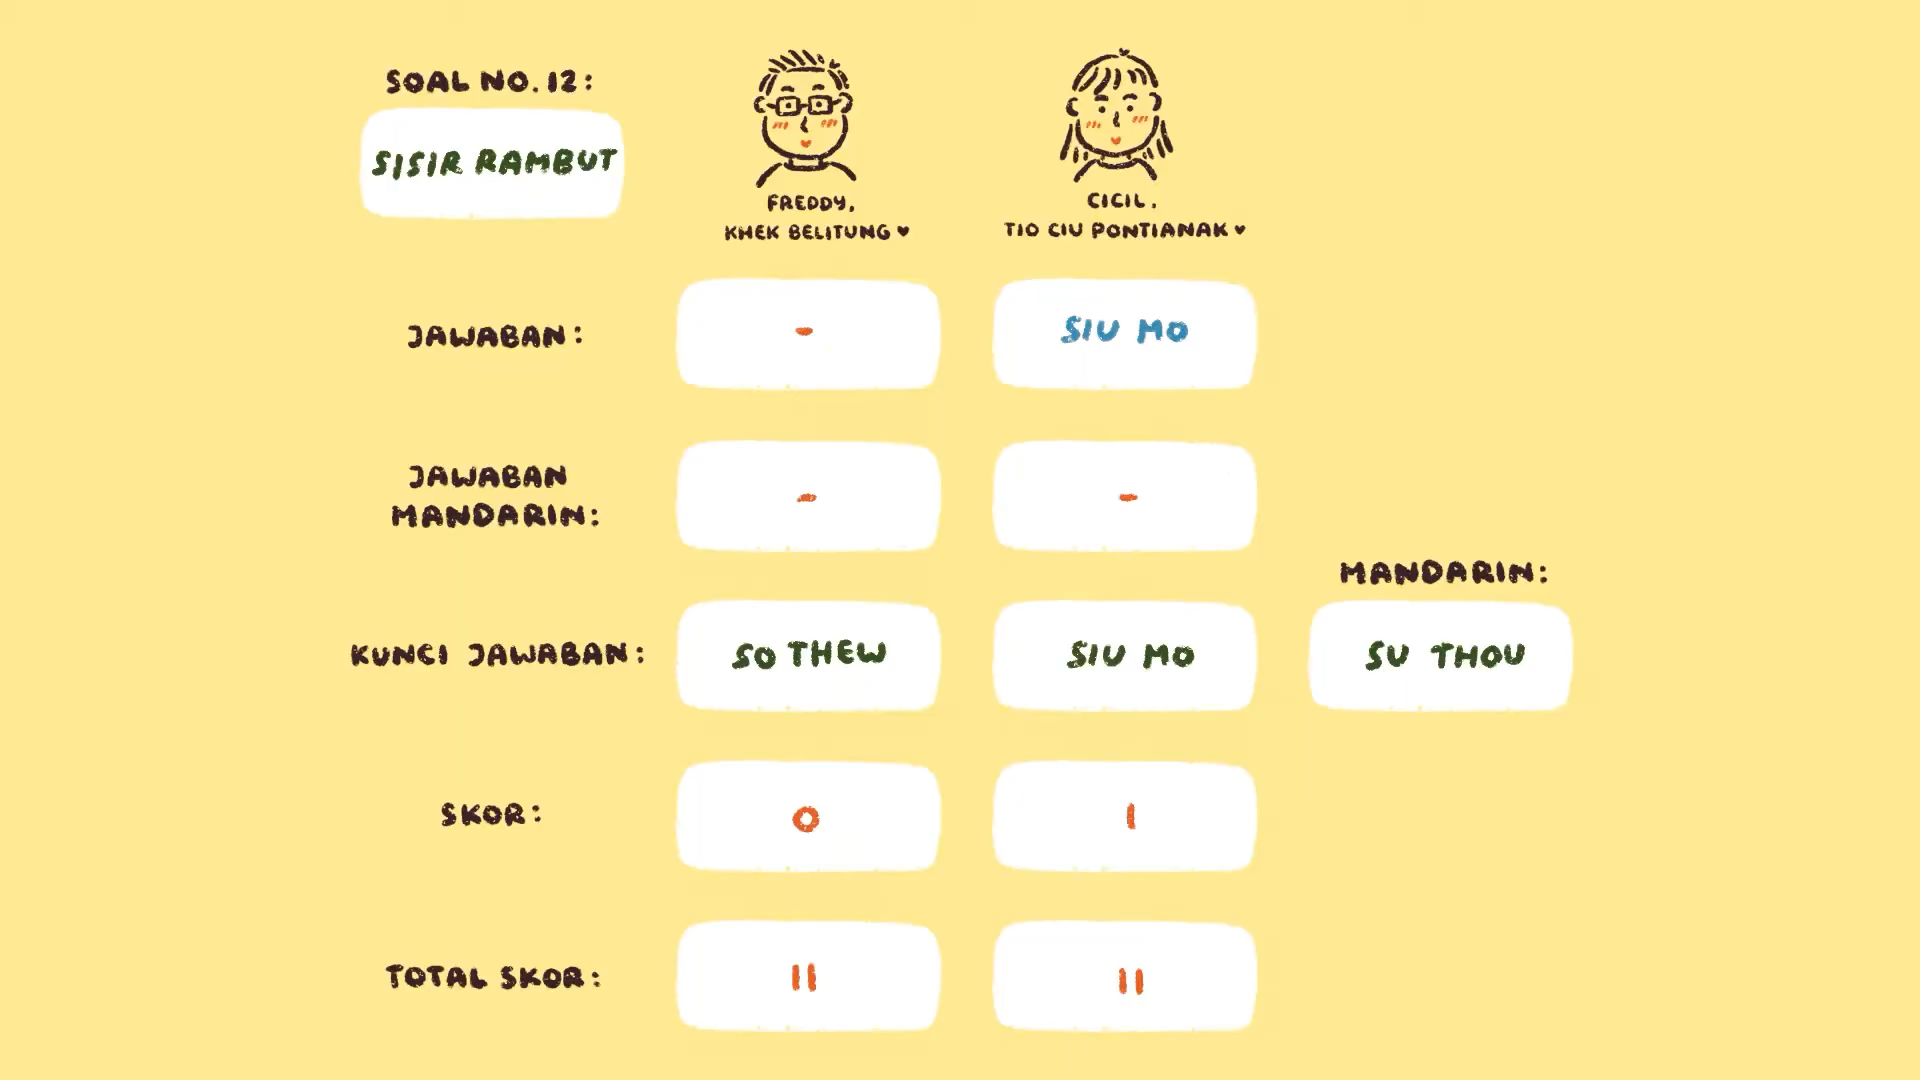 SOAL NO. 12:
SISIR RAMBUT
FREDDY,
KHEK BELITUNG ♥
CICIL.
TIO CIU PONTIANAK ♥
JAWABAN:
-
SIU MO
JAWABAN
MANDARIN:
-
-
MANDARIN:
KUNCI JAWABAN:
SO THEW
SIU MO
SU THOU
SKOR:
0
1
TOTAL SKOR:
11
11